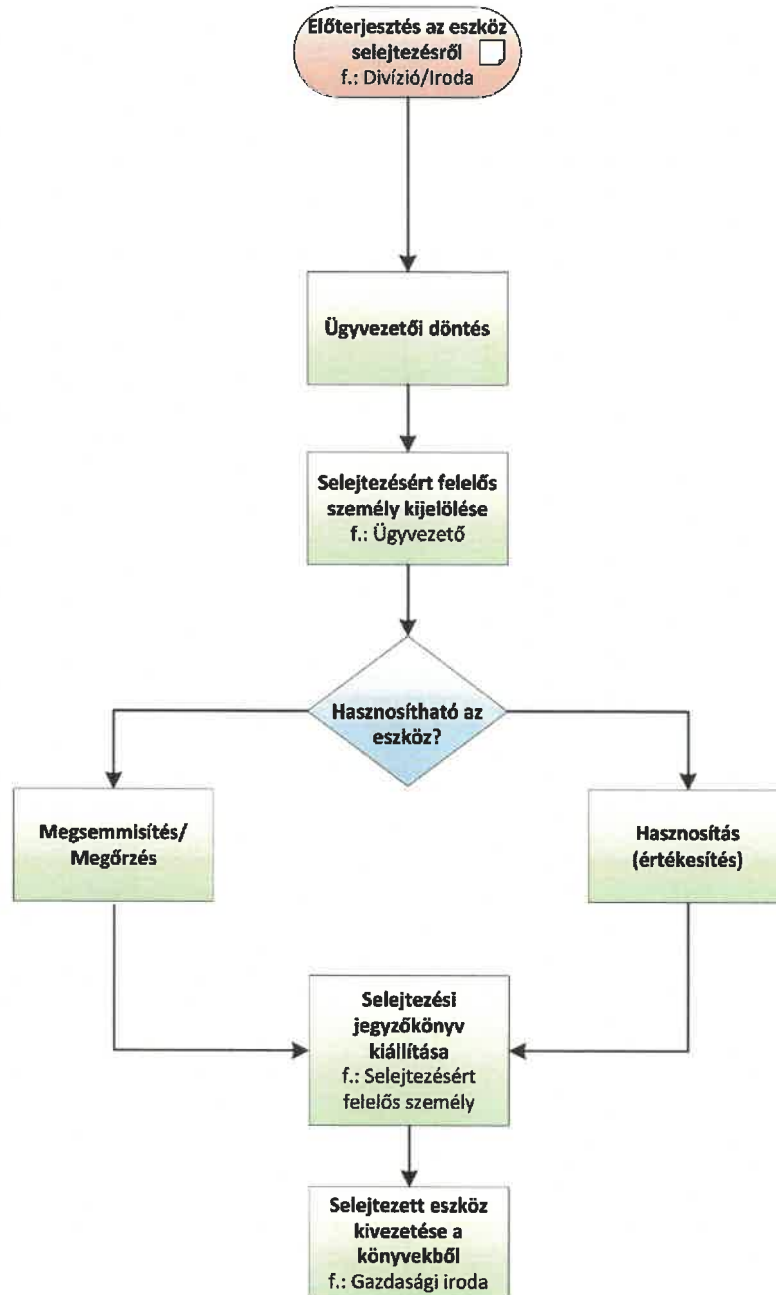 Előterjesztés az eszköz
selejtezésről
f.: Divízió/Iroda
Ügyvezetői döntés
Selejtezésért felelős
személy kijelölése
f.: Ügyvezető
Hasznosítható az
eszköz?
Megsemmisítés/
Megőrzés
Hasznosítás
(értékesítés)
Selejtezési
jegyzőkönyv
kiállítása
f.: Selejtezésért
felelős személy
Selejtezett eszköz
kivezetése a
könyvekből
f.: Gazdasági iroda